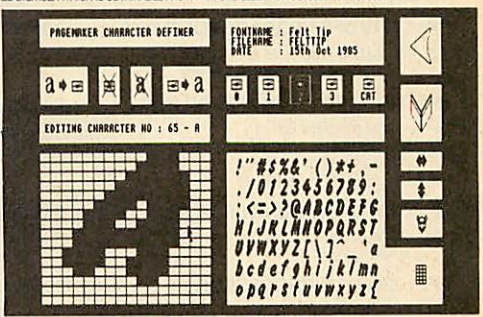 PAGEMAKER CHARACTER DEFINER
FONTNAME : Felt Tip
FILENAME : FELTTIP
DATE : 15th Oct 1985
a a
0 1 2 3 CAT
EDITING CHARACTER NO : 65 - A
!"#$%&'()*+,-
./0123456789:
;<=>?@ABCDEFG
HIJKLMNOPQRST
UVWXYZ[\]^_'a
bcdefghijklmn
opqrstuvwxyz{